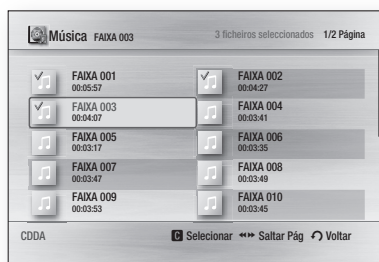 Música FAIXA 003 3 ficheiros seleccionados 1/2 Página
FAIXA 001 FAIXA 002
00:05:57 00:04:27
FAIXA 003 FAIXA 004
00:04:07 00:03:41
FAIXA 005 FAIXA 006
00:03:17 00:03:35
FAIXA 007 FAIXA 008
00:03:47 00:03:49
FAIXA 009 FAIXA 010
00:03:53 00:03:45
CDDA C Selecionar Saltar Pág Voltar